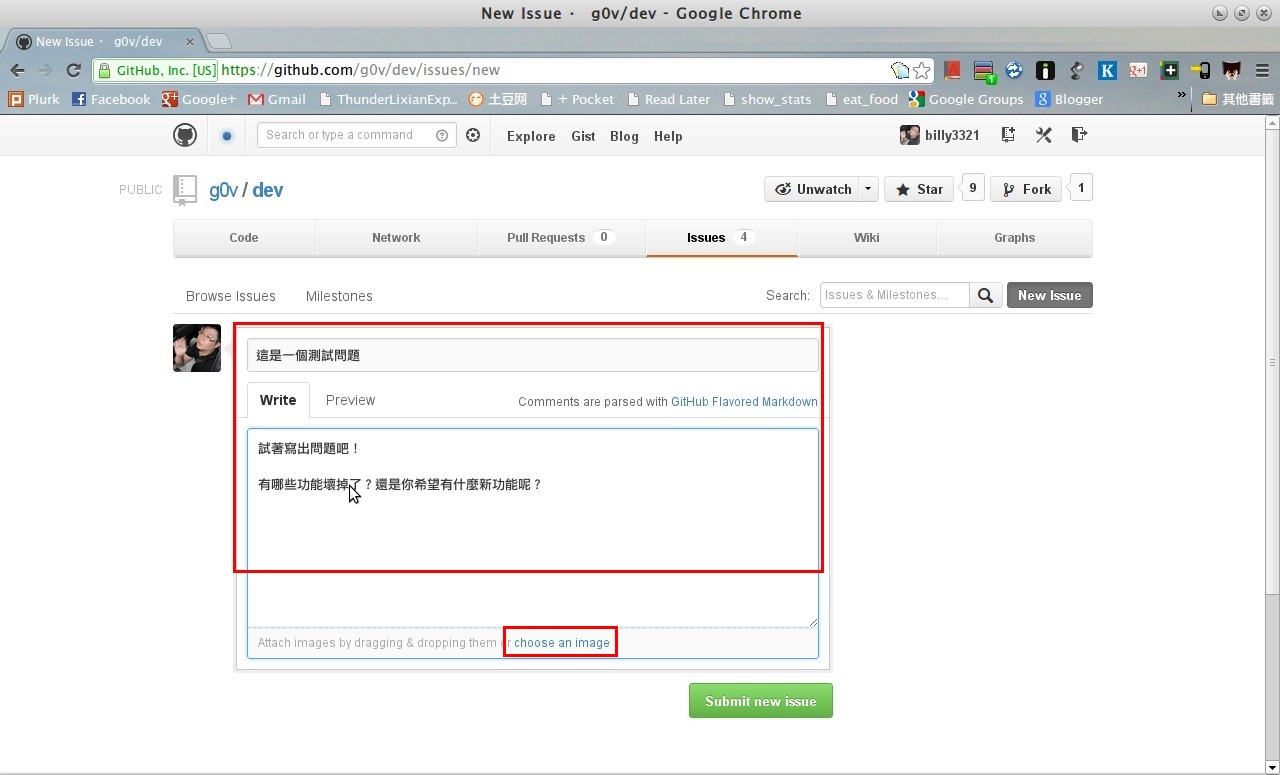 New Issue · g0v/dev - Google Chrome
New Issue · g0v/dev
GitHub, Inc. [US] https://github.com/g0v/dev/issues/new
Plurk Facebook Google+ Gmail ThunderLixianExp... 土豆网 + Pocket Read Later show_stats eat_food Google Groups Blogger » 其他書籤
Search or type a command Explore Gist Blog Help billy3321
PUBLIC g0v / dev Unwatch Star 9 Fork 1
Code Network Pull Requests 0 Issues 4 Wiki Graphs
Browse Issues Milestones Search: Issues & Milestones... New Issue
這是一個測試問題
Write Preview Comments are parsed with GitHub Flavored Markdown
試著寫出問題吧！
有哪些功能壞掉了？還是你希望有什麼新功能呢？
Attach images by dragging & dropping them or choose an image
Submit new issue